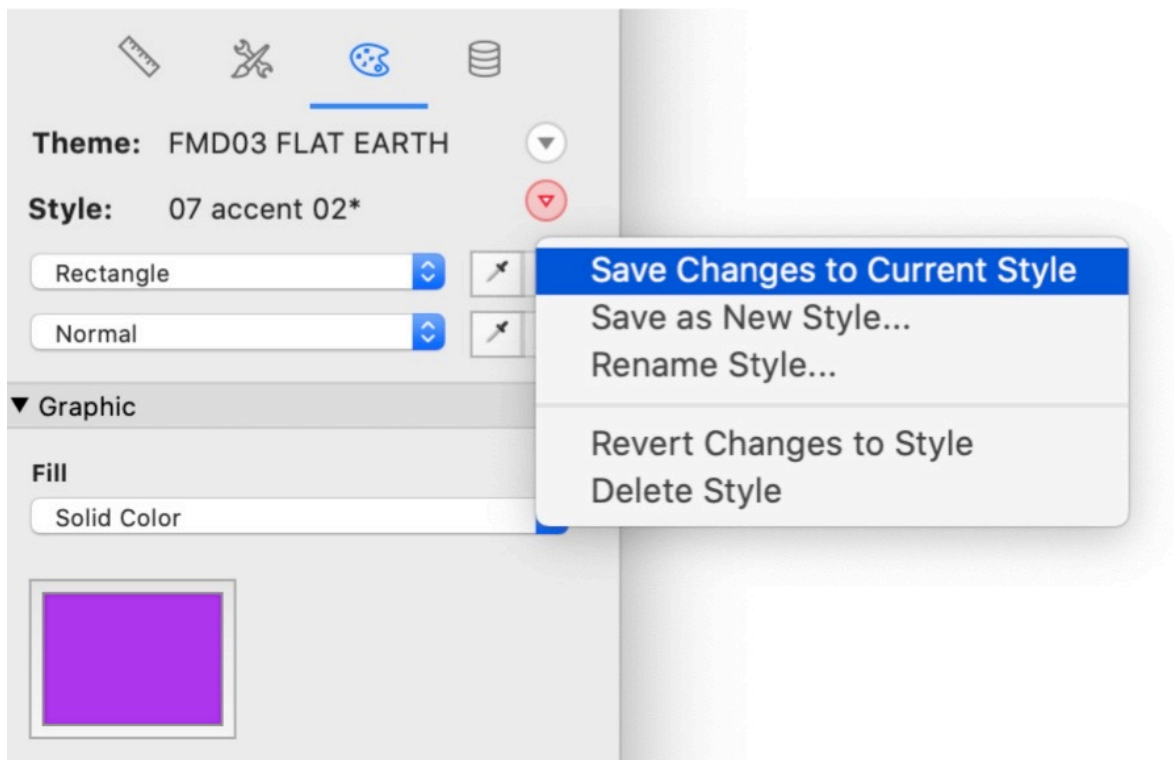 Theme: FMD03 FLAT EARTH
Style: 07 accent 02*
Rectangle
Normal
Save Changes to Current Style
Save as New Style...
Rename Style...
Revert Changes to Style
Delete Style
Graphic
Fill
Solid Color